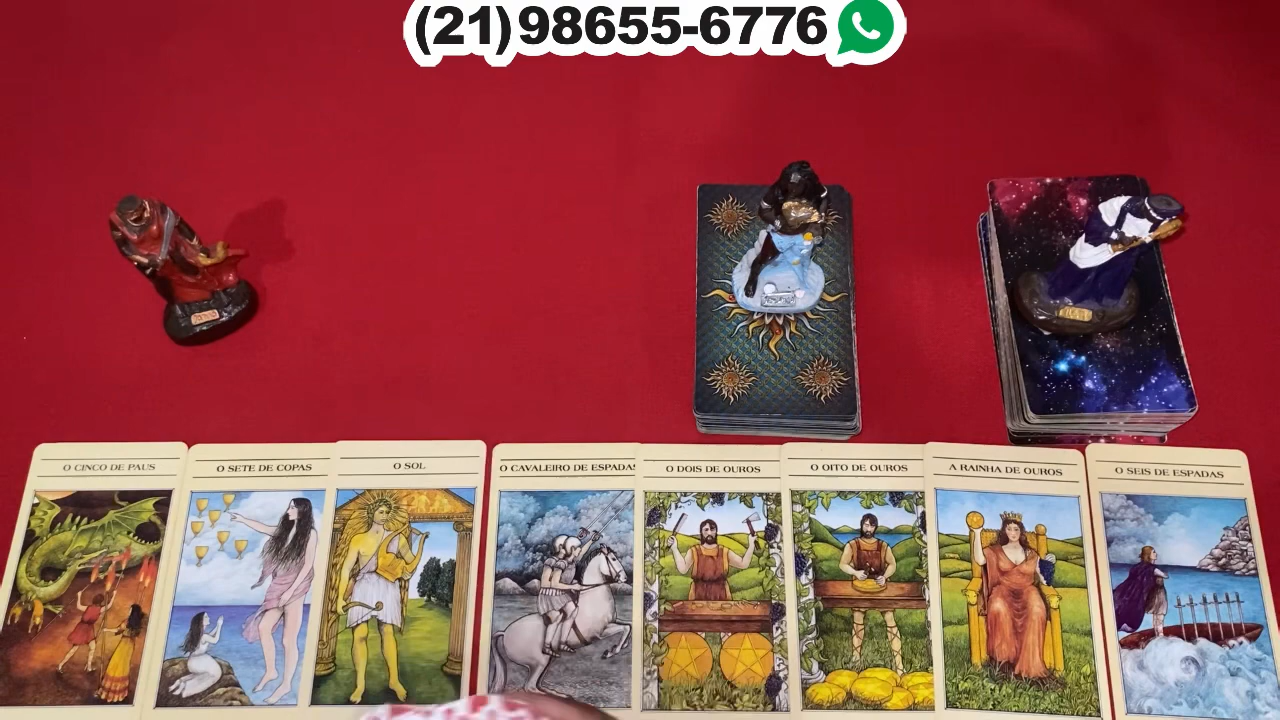 (21)98655-6776
O CINCO DE PAUS
O SETE DE COPAS
O SOL
O CAVALEIRO DE ESPADAS
O DOIS DE OUROS
O OITO DE OUROS
A RAINHA DE OUROS
O SEIS DE ESPADAS